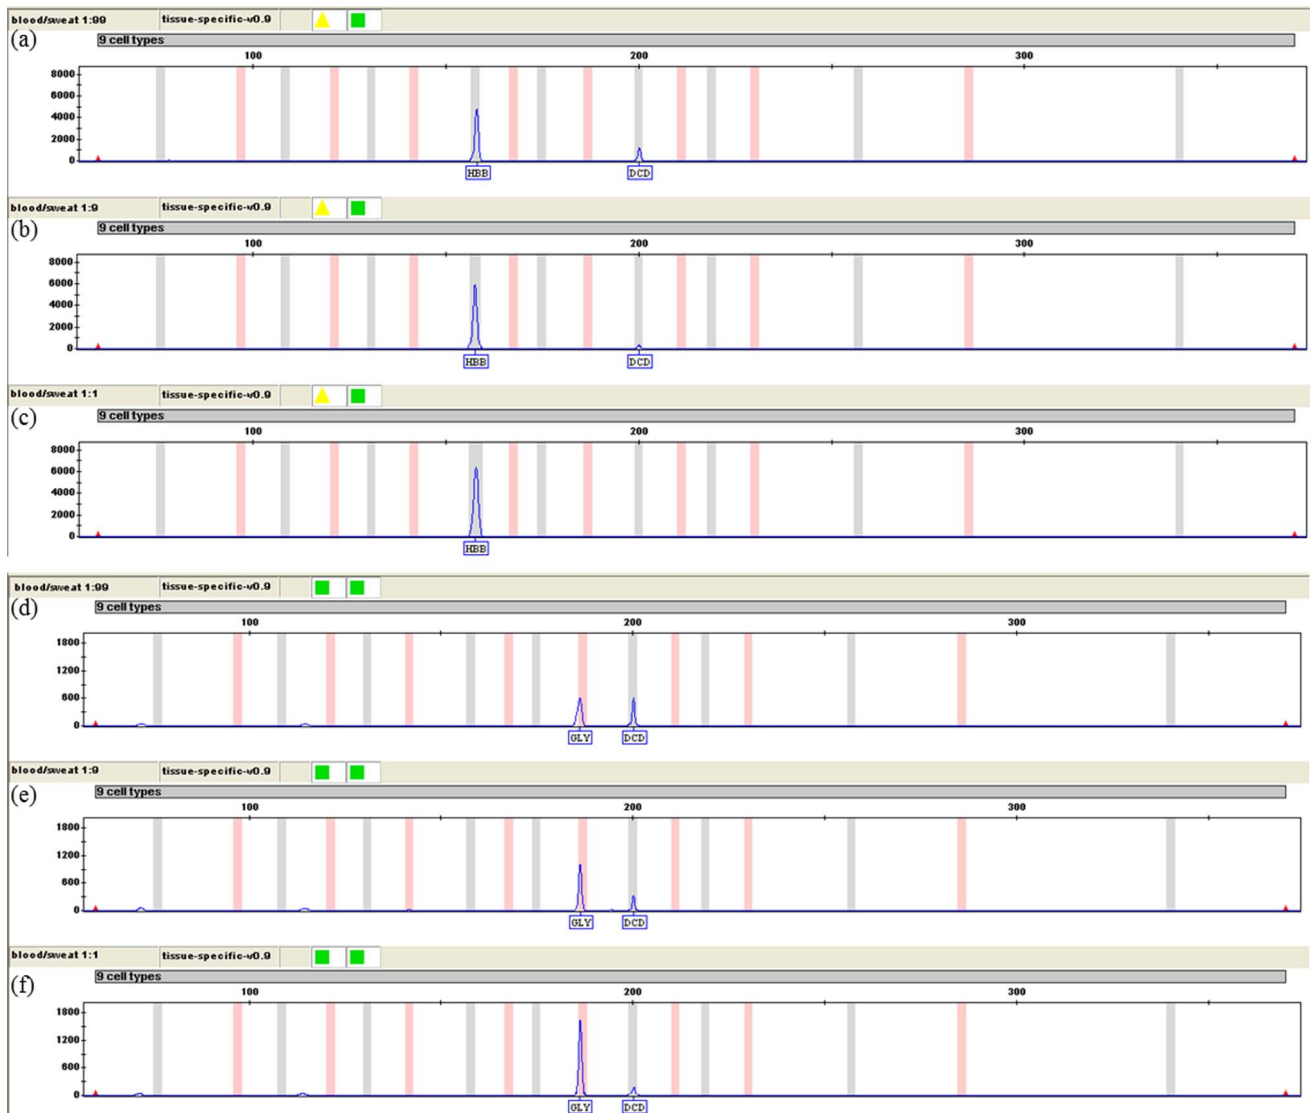 blood/sweat 1:99 tissue-specific-v0.9
(a) 9 cell types
100 200 300
8000
6000
4000
2000
0
HBB DCD
blood/sweat 1:9 tissue-specific-v0.9
(b) 9 cell types
100 200 300
8000
6000
4000
2000
0
HBB DCD
blood/sweat 1:1 tissue-specific-v0.9
(c) 9 cell types
100 200 300
8000
6000
4000
2000
0
HBB
blood/sweat 1:99 tissue-specific-v0.9
(d) 9 cell types
100 200 300
1800
1200
600
0
GLY DCD
blood/sweat 1:9 tissue-specific-v0.9
(e) 9 cell types
100 200 300
1800
1200
600
0
GLY DCD
blood/sweat 1:1 tissue-specific-v0.9
(f) 9 cell types
100 200 300
1800
1200
600
0
GLY DCD